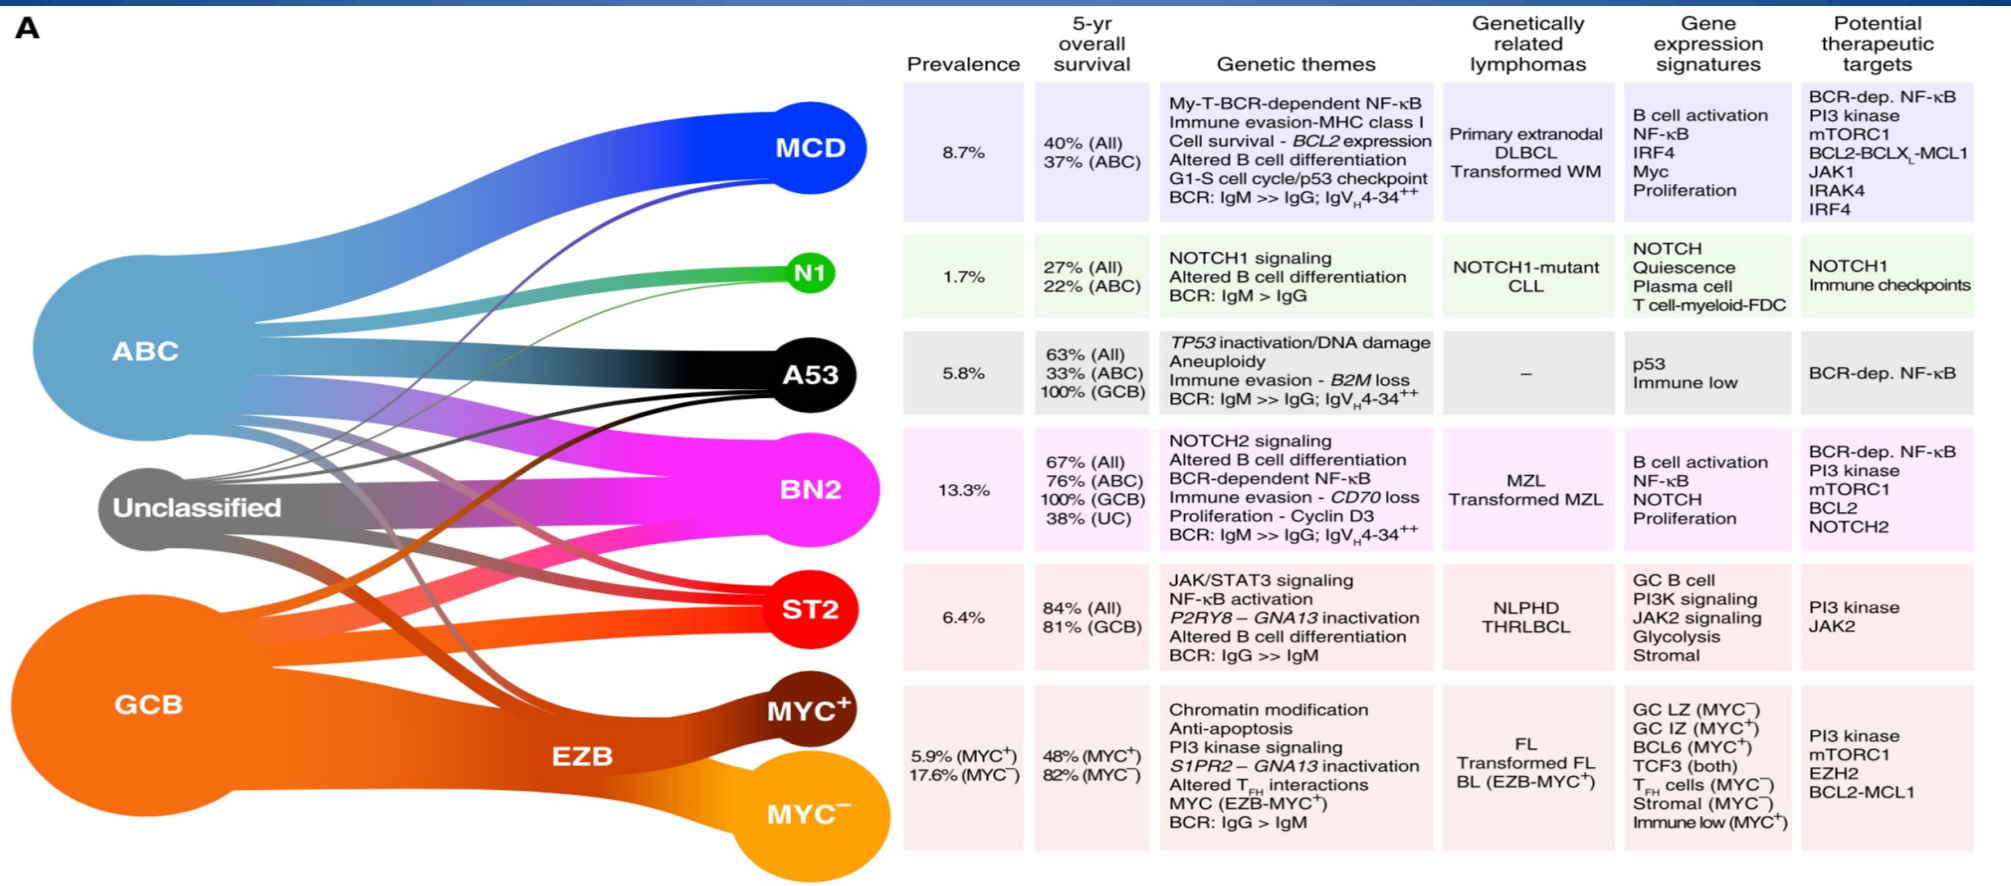 A
Prevalence
5-yr
overall
survival
Genetic themes
Genetically
related
lymphomas
Gene
expression
signatures
Potential
therapeutic
targets
MCD
8.7%
40% (All)
37% (ABC)
My-T-BCR-dependent NF-κB
Immune evasion-MHC class I
Cell survival - BCL2 expression
Altered B cell differentiation
G1-S cell cycle/p53 checkpoint
BCR: IgM >> IgG; IgV_H4-34⁺⁺
Primary extranodal
DLBCL
Transformed WM
B cell activation
NF-κB
IRF4
Myc
Proliferation
BCR-dep. NF-κB
PI3 kinase
mTORC1
BCL2-BCLX_L-MCL1
JAK1
IRAK4
IRF4
N1
1.7%
27% (All)
22% (ABC)
NOTCH1 signaling
Altered B cell differentiation
BCR: IgM > IgG
NOTCH1-mutant
CLL
NOTCH
Quiescence
Plasma cell
T cell-myeloid-FDC
NOTCH1
Immune checkpoints
ABC
A53
5.8%
63% (All)
33% (ABC)
100% (GCB)
TP53 inactivation/DNA damage
Aneuploidy
Immune evasion - B2M loss
BCR: IgM >> IgG; IgV_H4-34⁺⁺
–
p53
Immune low
BCR-dep. NF-κB
Unclassified
BN2
13.3%
67% (All)
76% (ABC)
100% (GCB)
38% (UC)
NOTCH2 signaling
Altered B cell differentiation
BCR-dependent NF-κB
Immune evasion - CD70 loss
Proliferation - Cyclin D3
BCR: IgM >> IgG; IgV_H4-34⁺⁺
MZL
Transformed MZL
B cell activation
NF-κB
NOTCH
Proliferation
BCR-dep. NF-κB
PI3 kinase
mTORC1
BCL2
NOTCH2
ST2
6.4%
84% (All)
81% (GCB)
JAK/STAT3 signaling
NF-κB activation
P2RY8 – GNA13 inactivation
Altered B cell differentiation
BCR: IgG >> IgM
NLPHD
THRLBCL
GC B cell
PI3K signaling
JAK2 signaling
Glycolysis
Stromal
PI3 kinase
JAK2
GCB
EZB
MYC⁺
MYC⁻
5.9% (MYC⁺)
17.6% (MYC⁻)
48% (MYC⁺)
82% (MYC⁻)
Chromatin modification
Anti-apoptosis
PI3 kinase signaling
S1PR2 – GNA13 inactivation
Altered T_FH interactions
MYC (EZB-MYC⁺)
BCR: IgG > IgM
FL
Transformed FL
BL (EZB-MYC⁺)
GC LZ (MYC⁻)
GC IZ (MYC⁺)
BCL6 (MYC⁺)
TCF3 (both)
T_FH cells (MYC⁻)
Stromal (MYC⁻)
Immune low (MYC⁺)
PI3 kinase
mTORC1
EZH2
BCL2-MCL1